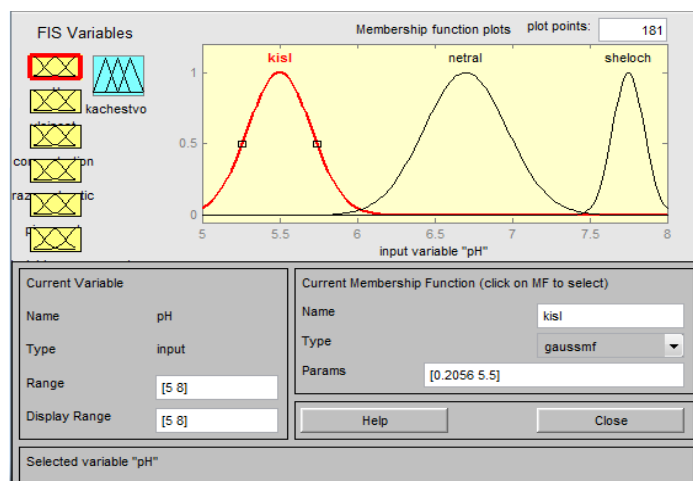 FIS Variables
Membership function plots
plot points:
181
kisl
netral
sheloch
kachestvo
1
0.5
0
5
5.5
6
6.5
7
7.5
8
input variable "pH"
Current Variable
Name
pH
Type
input
Range
[5 8]
Display Range
[5 8]
Current Membership Function (click on MF to select)
Name
kisl
Type
gaussmf
Params
[0.2056 5.5]
Help
Close
Selected variable "pH"